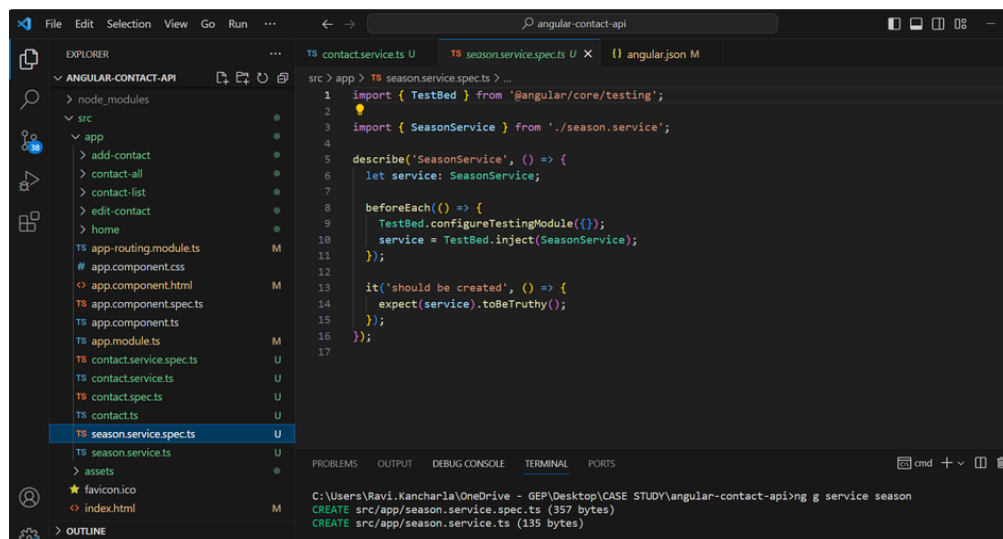 File Edit Selection View Go Run ...
angular-contact-api
EXPLORER
ANGULAR-CONTACT-API
node_modules
src
app
add-contact
contact-all
contact-list
edit-contact
home
TS app-routing.module.ts M
# app.component.css
<> app.component.html M
TS app.component.spec.ts
TS app.component.ts
TS app.module.ts M
TS contact.service.spec.ts U
TS contact.service.ts U
TS contact.spec.ts U
TS contact.ts U
TS season.service.spec.ts U
TS season.service.ts U
assets
favicon.ico
<> index.html M
OUTLINE
38
TS contact.service.ts U TS season.service.spec.ts U {} angular.json M
src > app > TS season.service.spec.ts > ...
1 import { TestBed } from '@angular/core/testing';
2
3 import { SeasonService } from './season.service';
4
5 describe('SeasonService', () => {
6 let service: SeasonService;
7
8 beforeEach(() => {
9 TestBed.configureTestingModule({});
10 service = TestBed.inject(SeasonService);
11 });
12
13 it('should be created', () => {
14 expect(service).toBeTruthy();
15 });
16 });
17
PROBLEMS OUTPUT DEBUG CONSOLE TERMINAL PORTS cmd
C:\Users\Ravi.Kancharla\OneDrive - GEP\Desktop\CASE STUDY\angular-contact-api>ng g service season
CREATE src/app/season.service.spec.ts (357 bytes)
CREATE src/app/season.service.ts (135 bytes)